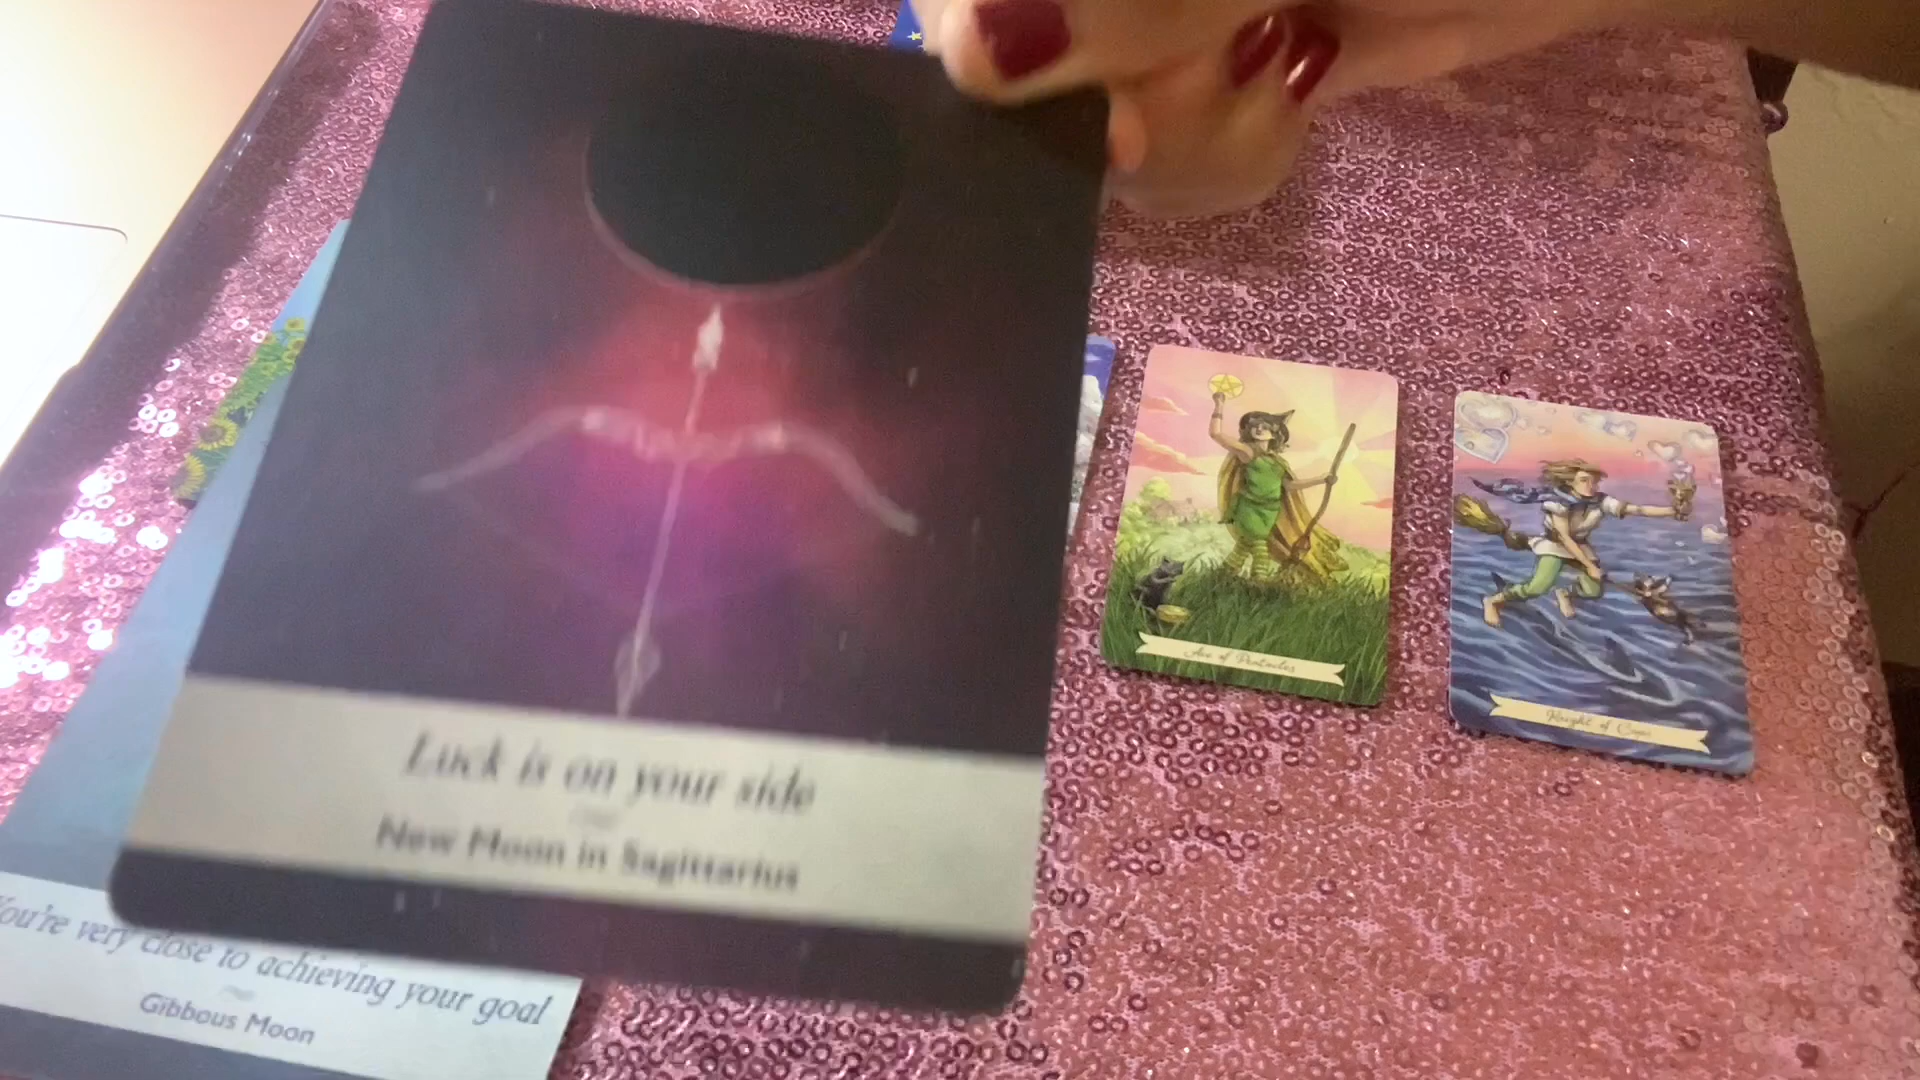 Luck is on your side
New Moon in Sagittarius
You're very close to achieving your goal
Gibbous Moon
Ace of Pentacles
Knight of Cups